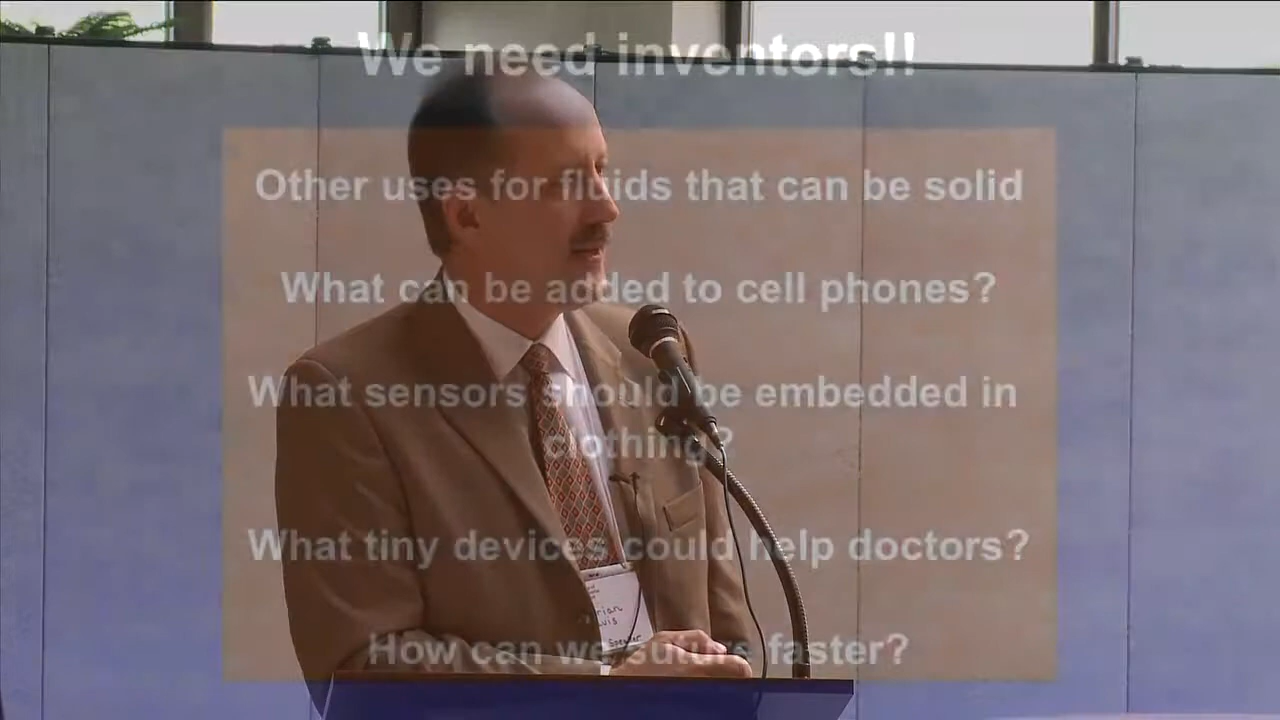 We need inventors!!
Other uses for fluids that can be solid
What can be added to cell phones?
What sensors should be embedded in
clothing?
What tiny devices could help doctors?
How can we suture faster?
Speaker